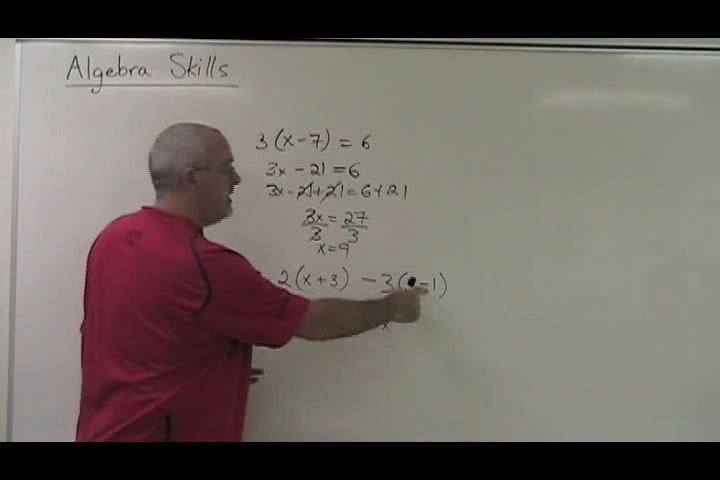 Algebra Skills
3(x-7) = 6
3x - 21 = 6
3x - 21 + 21 = 6 + 21
3x = 27
3 3
x = 9
2(x+3) - 3( -1)
x